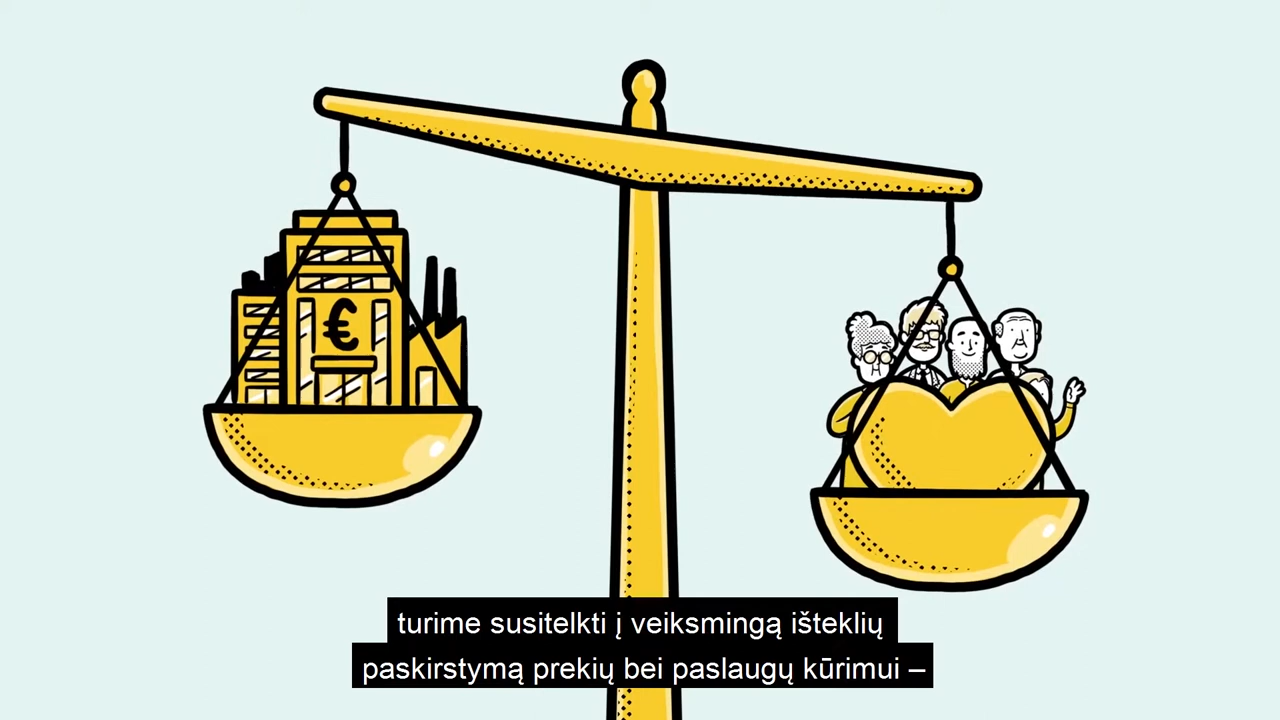 €
turime susitelkti į veiksmingą išteklių
paskirstymą prekių bei paslaugų kūrimui –